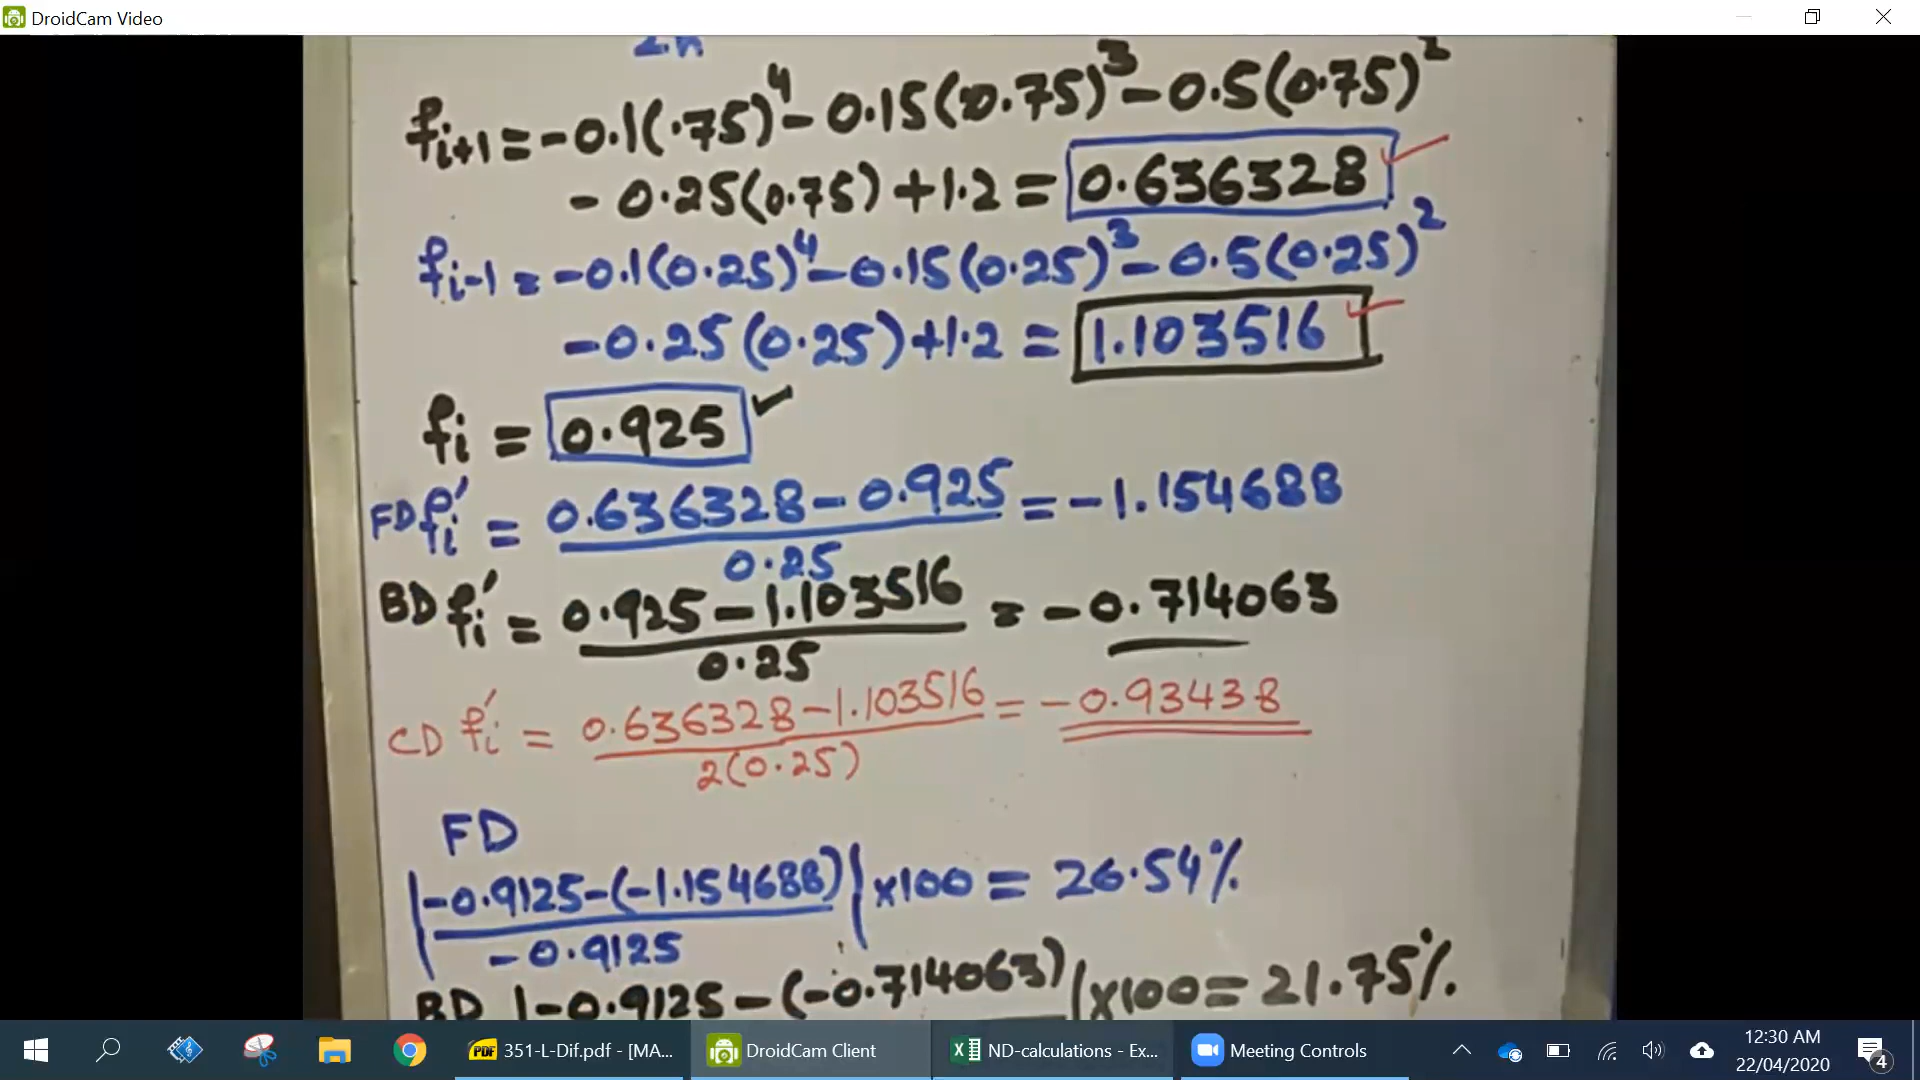 DroidCam Video
2h
fi+1 = -0.1(.75)^4 - 0.15(0.75)^3 - 0.5(0.75)^2
- 0.25(0.75) + 1.2 = 0.636328
fi-1 = -0.1(0.25)^4 - 0.15(0.25)^3 - 0.5(0.25)^2
-0.25(0.25) + 1.2 = 1.103516
fi = 0.925
FD fi' = 0.636328 - 0.925 = -1.154688
0.25
BD fi' = 0.925 - 1.103516 = -0.714063
0.25
CD fi' = 0.636328 - 1.103516 = -0.93438
2(0.25)
FD
|-0.9125-(-1.154688)| x100 = 26.54%
-0.9125
BD |-0.9125-(-0.714063)| x100 = 21.75%
351-L-Dif.pdf - [MA... DroidCam Client ND-calculations - Ex... Meeting Controls 12:30 AM
22/04/2020 4